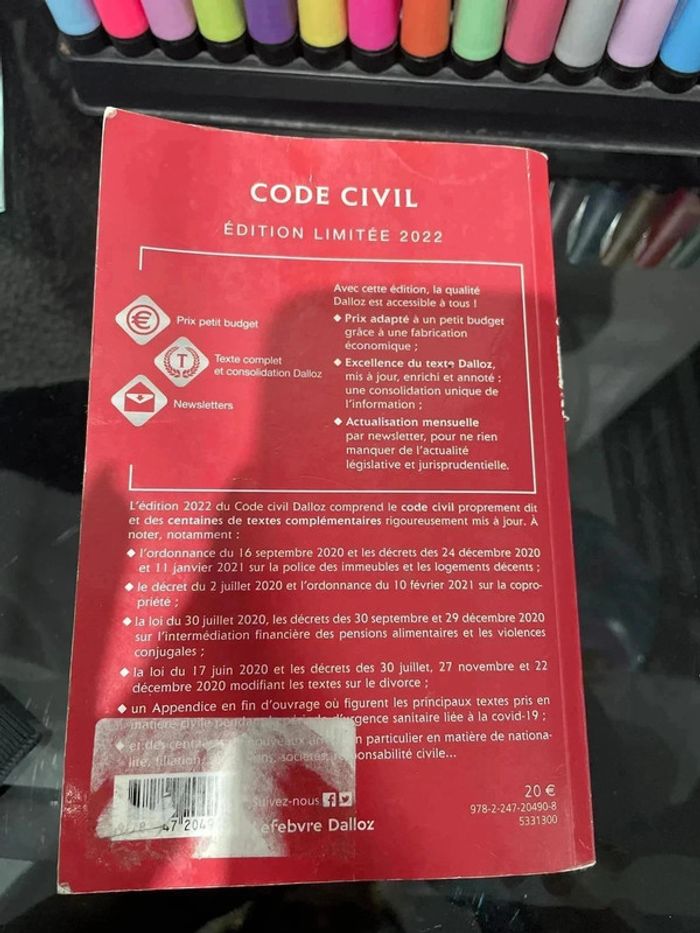 CODE CIVIL
ÉDITION LIMITÉE 2022
Prix petit budget
Texte complet
et consolidation Dalloz
Newsletters
Avec cette édition, la qualité
Dalloz est accessible à tous !
◆ Prix adapté à un petit budget
grâce à une fabrication
économique ;
◆ Excellence du texte Dalloz,
mis à jour, enrichi et annoté :
une consolidation unique de
l'information ;
◆ Actualisation mensuelle
par newsletter, pour ne rien
manquer de l'actualité
législative et jurisprudentielle.
L'édition 2022 du Code civil Dalloz comprend le code civil proprement dit
et des centaines de textes complémentaires rigoureusement mis à jour. À
noter, notamment :
◆ l'ordonnance du 16 septembre 2020 et les décrets des 24 décembre 2020
et 11 janvier 2021 sur la police des immeubles et les logements décents ;
◆ le décret du 2 juillet 2020 et l'ordonnance du 10 février 2021 sur la copro-
priété ;
◆ la loi du 30 juillet 2020, les décrets des 30 septembre et 29 décembre 2020
sur l'intermédiation financière des pensions alimentaires et les violences
conjugales ;
◆ la loi du 17 juin 2020 et les décrets des 30 juillet, 27 novembre et 22
décembre 2020 modifiant les textes sur le divorce ;
◆ un Appendice en fin d'ouvrage où figurent les principaux textes pris en
matière civile d'urgence sanitaire liée à la covid-19 ;
◆ et des nouveaux particulier en matière de nationa-
lité, filiation, sociétés, responsabilité civile...
Suivez-nous
Lefebvre Dalloz
20 €
978-2-247-20490-8
5331300